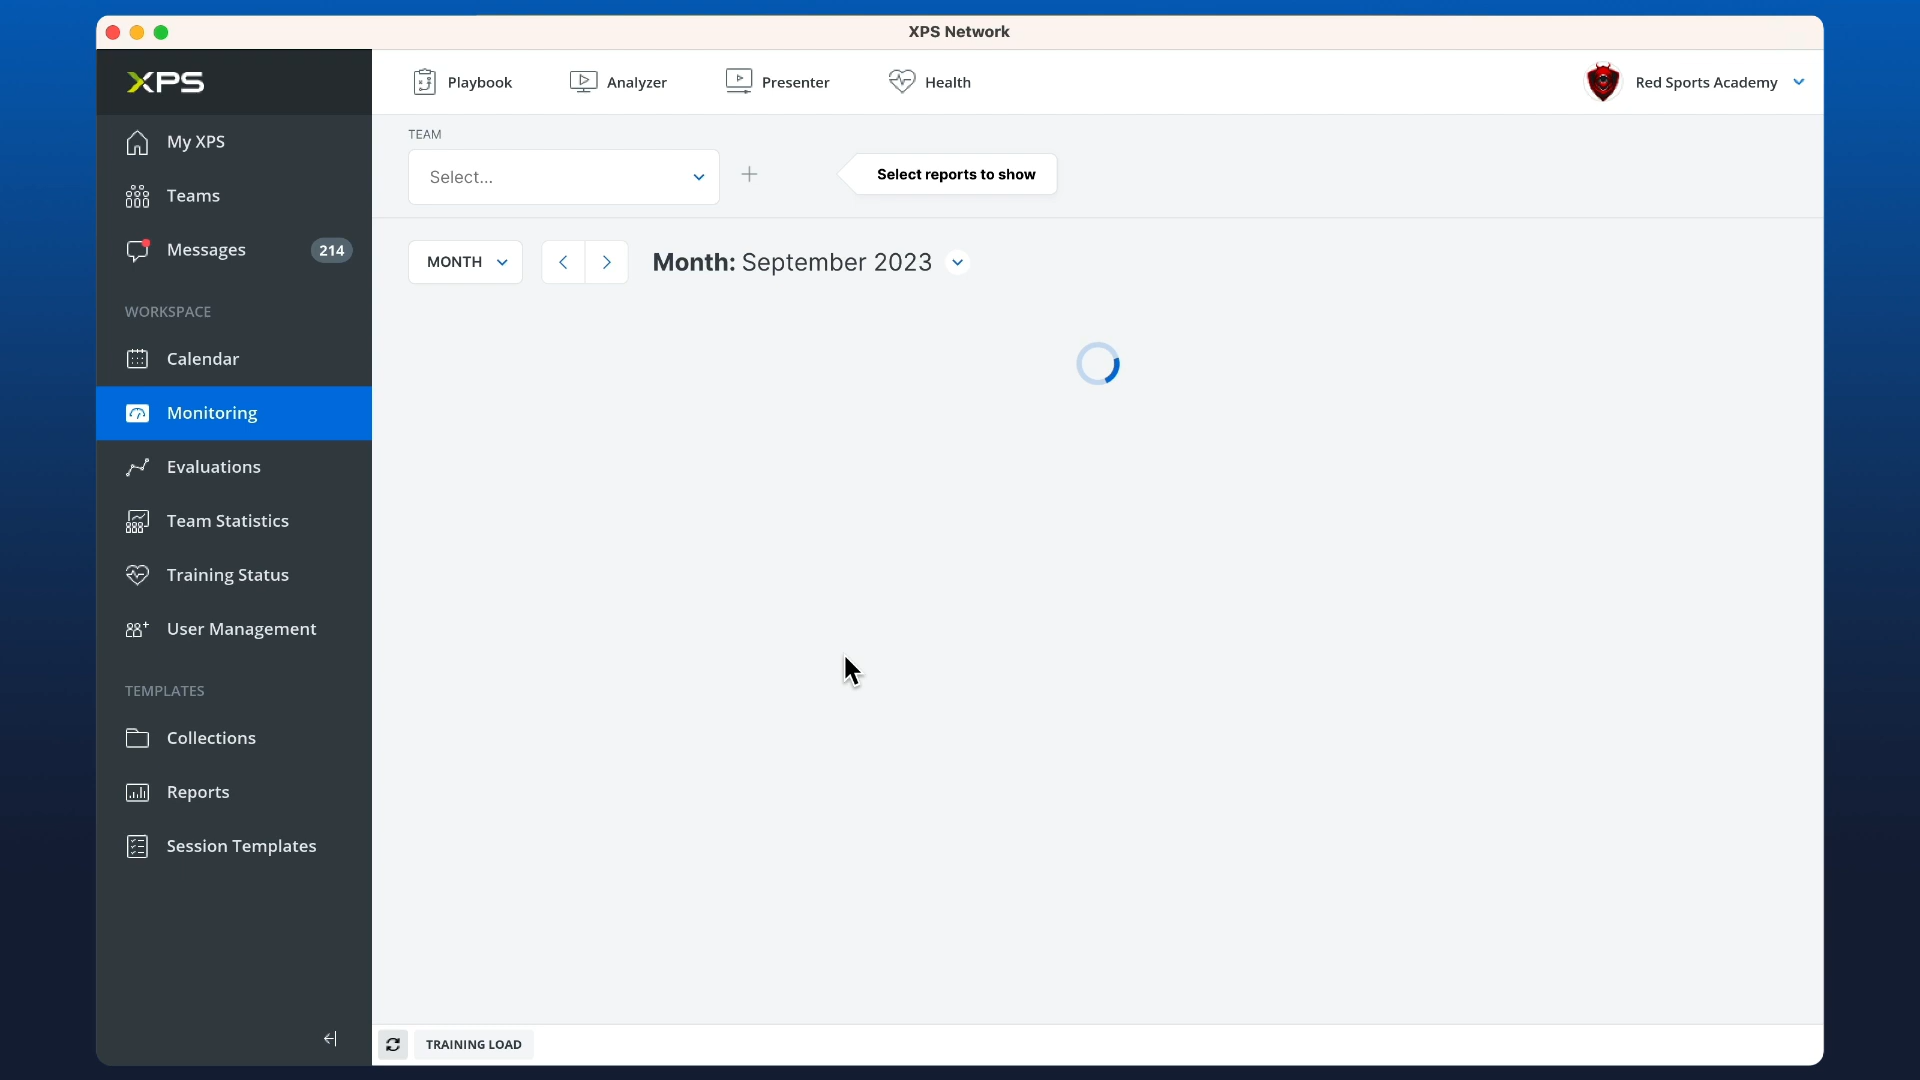 XPS Network
XPS
Playbook
Analyzer
Presenter
Health
Red Sports Academy
My XPS
Teams
Messages
214
WORKSPACE
Calendar
Monitoring
Evaluations
Team Statistics
Training Status
User Management
TEMPLATES
Collections
Reports
Session Templates
TEAM
Select...
Select reports to show
MONTH
Month: September 2023
TRAINING LOAD